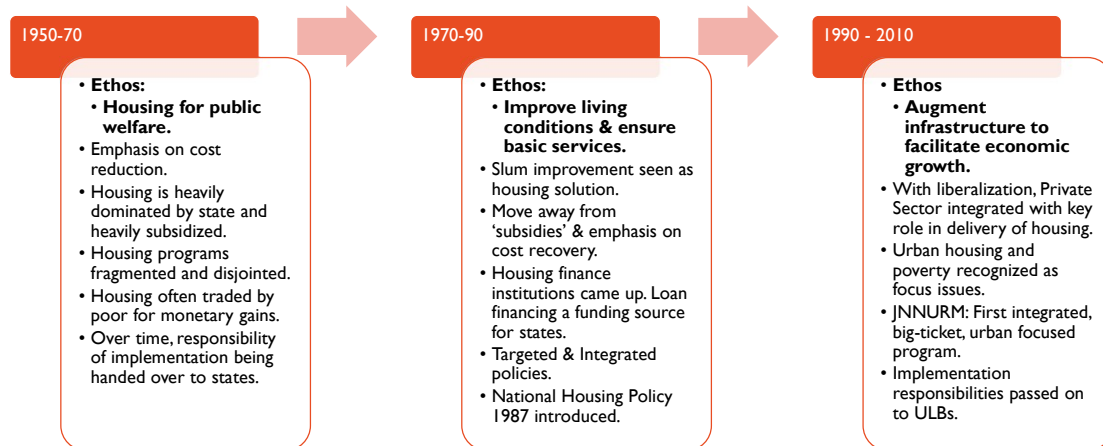 1950-70
• Ethos:
• Housing for public
welfare.
• Emphasis on cost
reduction.
• Housing is heavily
dominated by state and
heavily subsidized.
• Housing programs
fragmented and disjointed.
• Housing often traded by
poor for monetary gains.
• Over time, responsibility
of implementation being
handed over to states.
1970-90
• Ethos:
• Improve living
conditions & ensure
basic services.
• Slum improvement seen as
housing solution.
• Move away from
‘subsidies’ & emphasis on
cost recovery.
• Housing finance
institutions came up. Loan
financing a funding source
for states.
• Targeted & Integrated
policies.
• National Housing Policy
1987 introduced.
1990 - 2010
• Ethos
• Augment
infrastructure to
facilitate economic
growth.
• With liberalization, Private
Sector integrated with key
role in delivery of housing.
• Urban housing and
poverty recognized as
focus issues.
• JNNURM: First integrated,
big-ticket, urban focused
program.
• Implementation
responsibilities passed on
to ULBs.